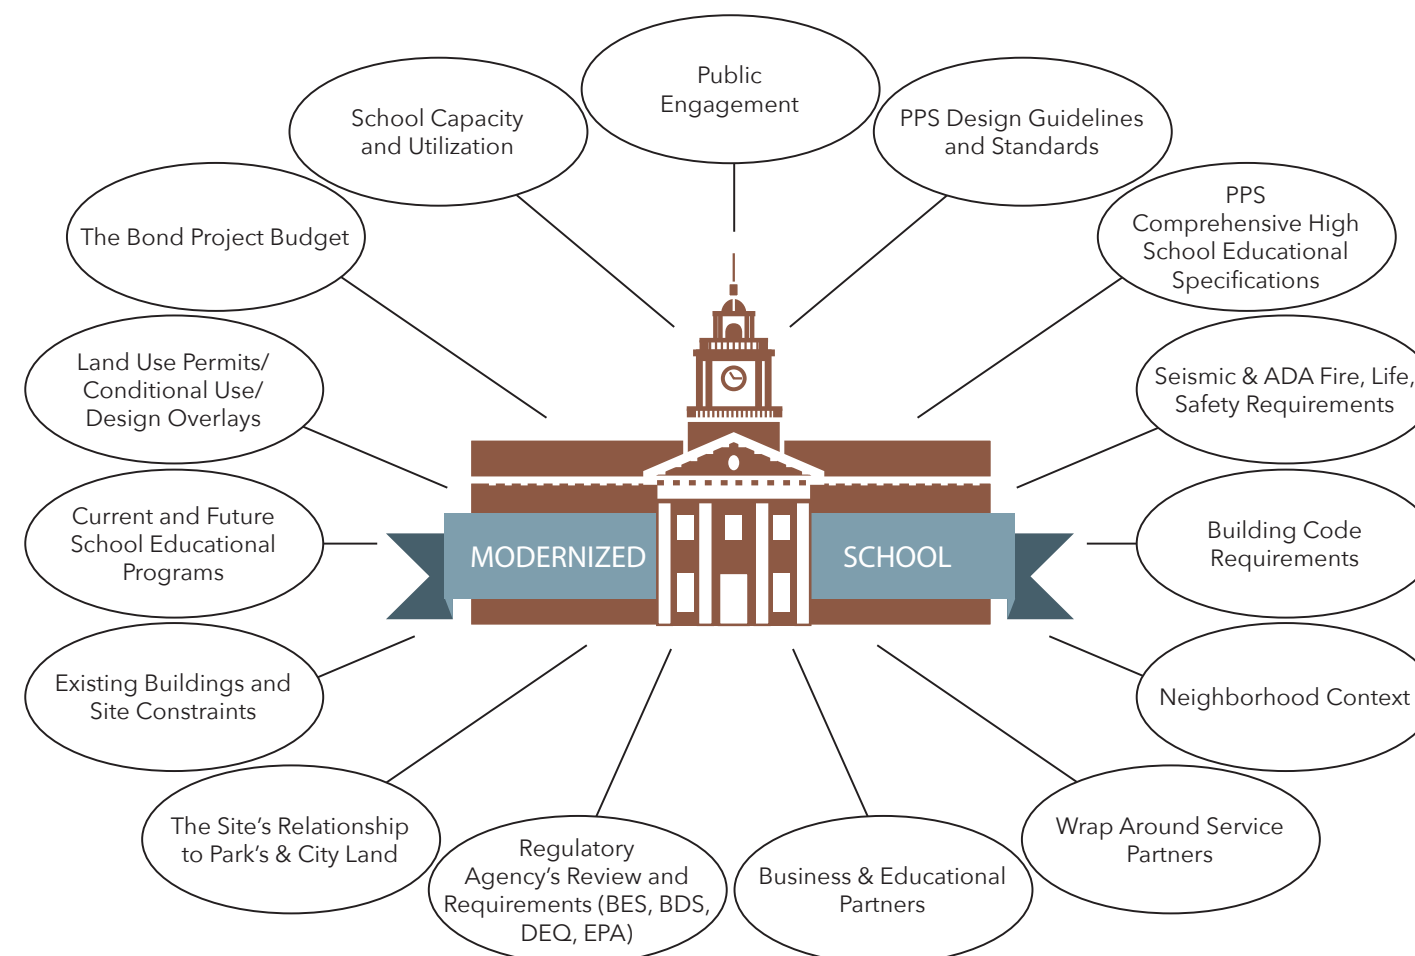 Public
Engagement
School Capacity
and Utilization
PPS Design Guidelines
and Standards
The Bond Project Budget
PPS
Comprehensive High
School Educational
Specifications
Land Use Permits/
Conditional Use/
Design Overlays
Seismic & ADA Fire, Life,
Safety Requirements
Current and Future
School Educational
Programs
MODERNIZED SCHOOL
Building Code
Requirements
Existing Buildings and
Site Constraints
Neighborhood Context
The Site's Relationship
to Park's & City Land
Regulatory
Agency's Review and
Requirements (BES, BDS,
DEQ, EPA)
Business & Educational
Partners
Wrap Around Service
Partners